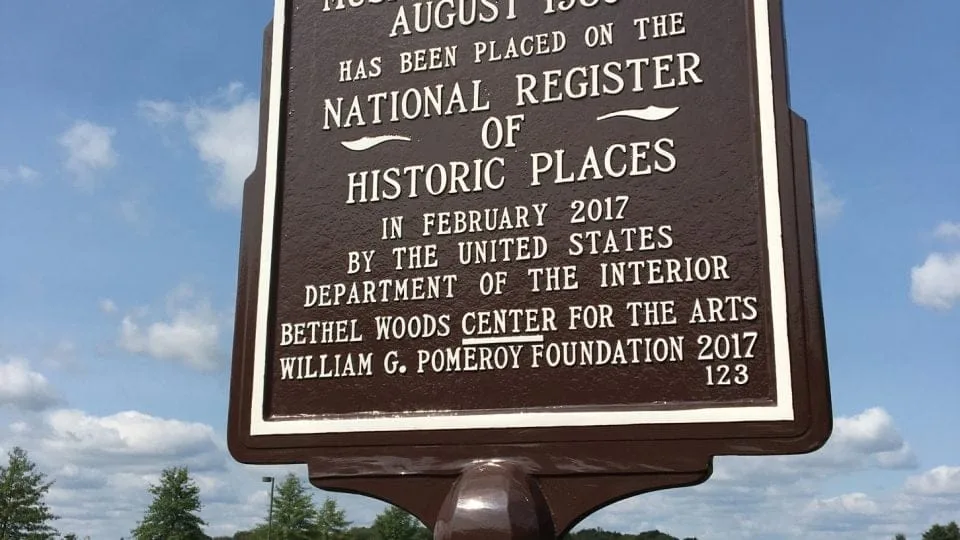 AUGUST
HAS BEEN PLACED ON THE
NATIONAL REGISTER
OF
HISTORIC PLACES
IN FEBRUARY 2017
BY THE UNITED STATES
DEPARTMENT OF THE INTERIOR
BETHEL WOODS CENTER FOR THE ARTS
WILLIAM G. POMEROY FOUNDATION 2017
123